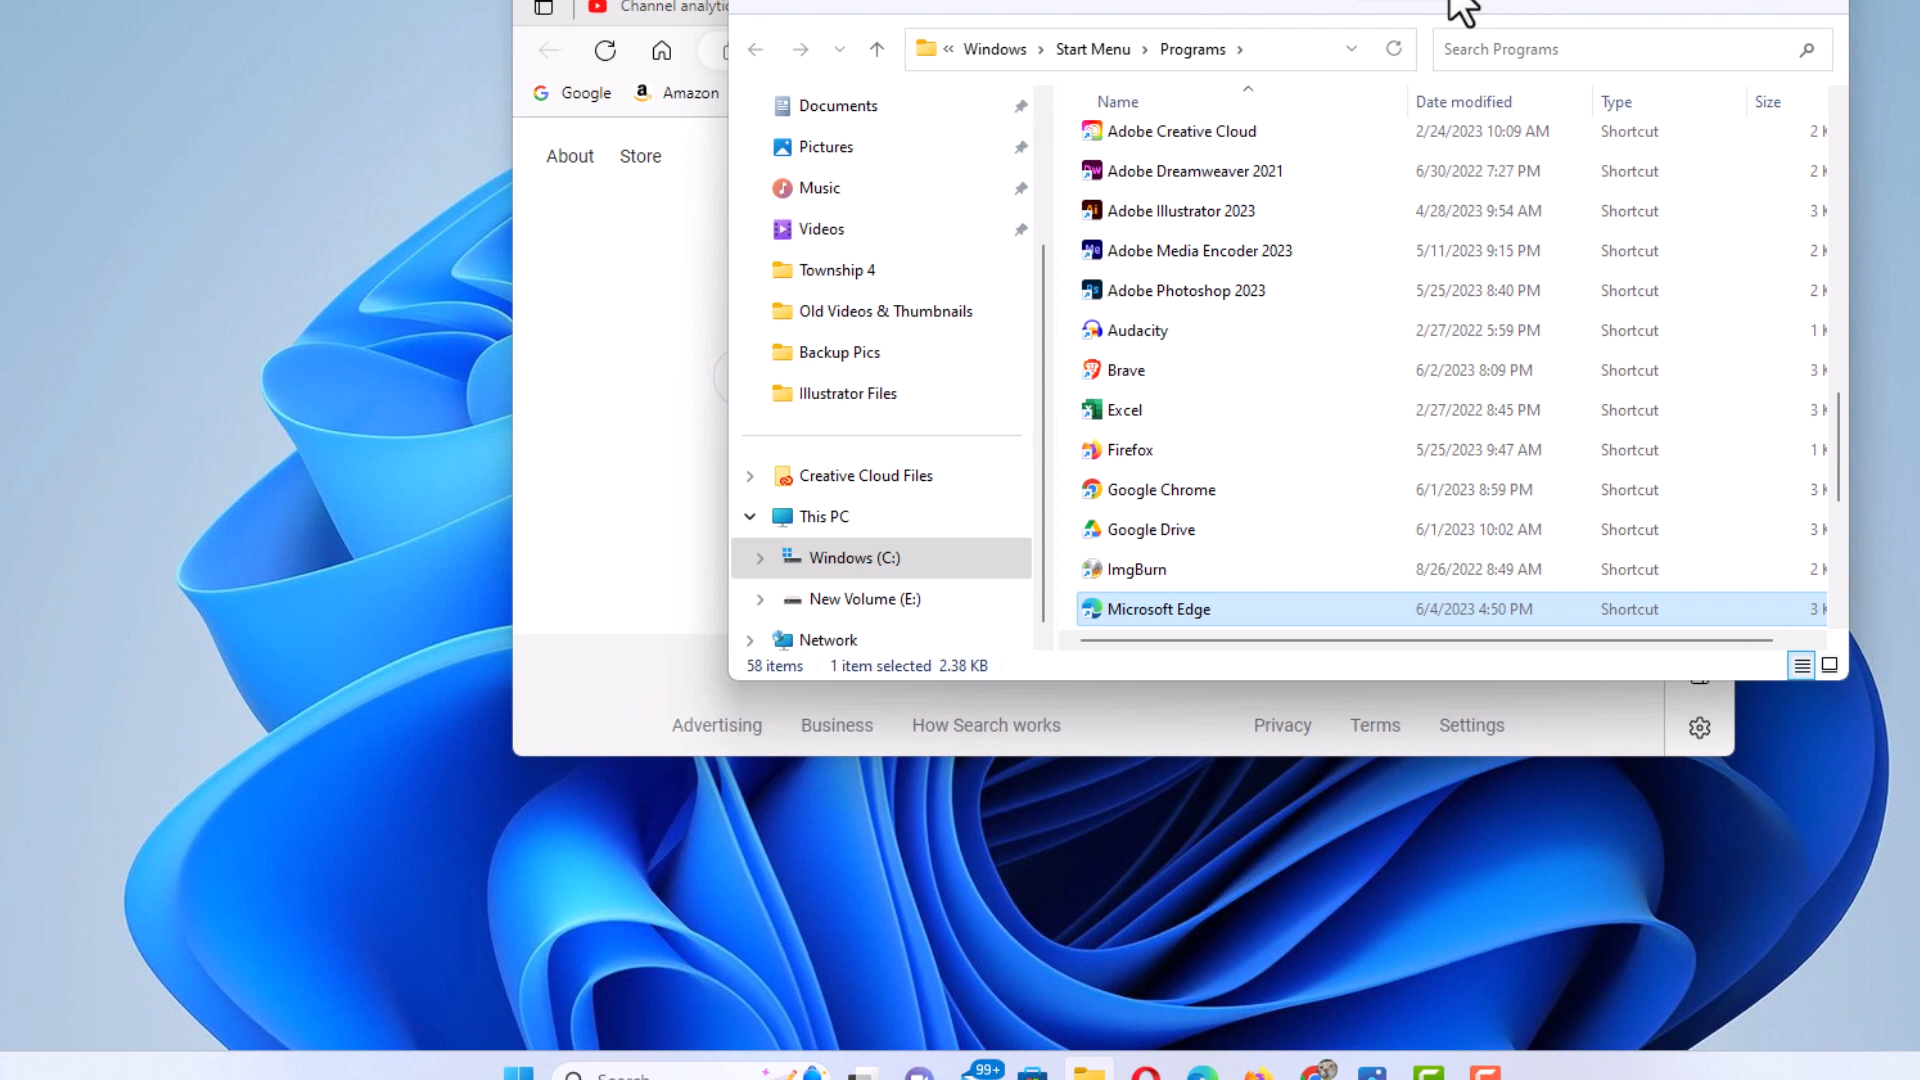 Channel analytic
Windows Start Menu Programs
Search Programs
Google Amazon
About Store
Documents
Pictures
Music
Videos
Township 4
Old Videos & Thumbnails
Backup Pics
Illustrator Files
Creative Cloud Files
This PC
Windows (C:)
New Volume (E:)
Network
Name Date modified Type Size
Adobe Creative Cloud 2/24/2023 10:09 AM Shortcut 2 K
Adobe Dreamweaver 2021 6/30/2022 7:27 PM Shortcut 2 K
Adobe Illustrator 2023 4/28/2023 9:54 AM Shortcut 3 K
Adobe Media Encoder 2023 5/11/2023 9:15 PM Shortcut 2 K
Adobe Photoshop 2023 5/25/2023 8:40 PM Shortcut 2 K
Audacity 2/27/2022 5:59 PM Shortcut 1 K
Brave 6/2/2023 8:09 PM Shortcut 3 K
Excel 2/27/2022 8:45 PM Shortcut 3 K
Firefox 5/25/2023 9:47 AM Shortcut 1 K
Google Chrome 6/1/2023 8:59 PM Shortcut 3 K
Google Drive 6/1/2023 10:02 AM Shortcut 3 K
ImgBurn 8/26/2022 8:49 AM Shortcut 2 K
Microsoft Edge 6/4/2023 4:50 PM Shortcut 3 K
58 items 1 item selected 2.38 KB
Advertising Business How Search works Privacy Terms Settings
Search 99+